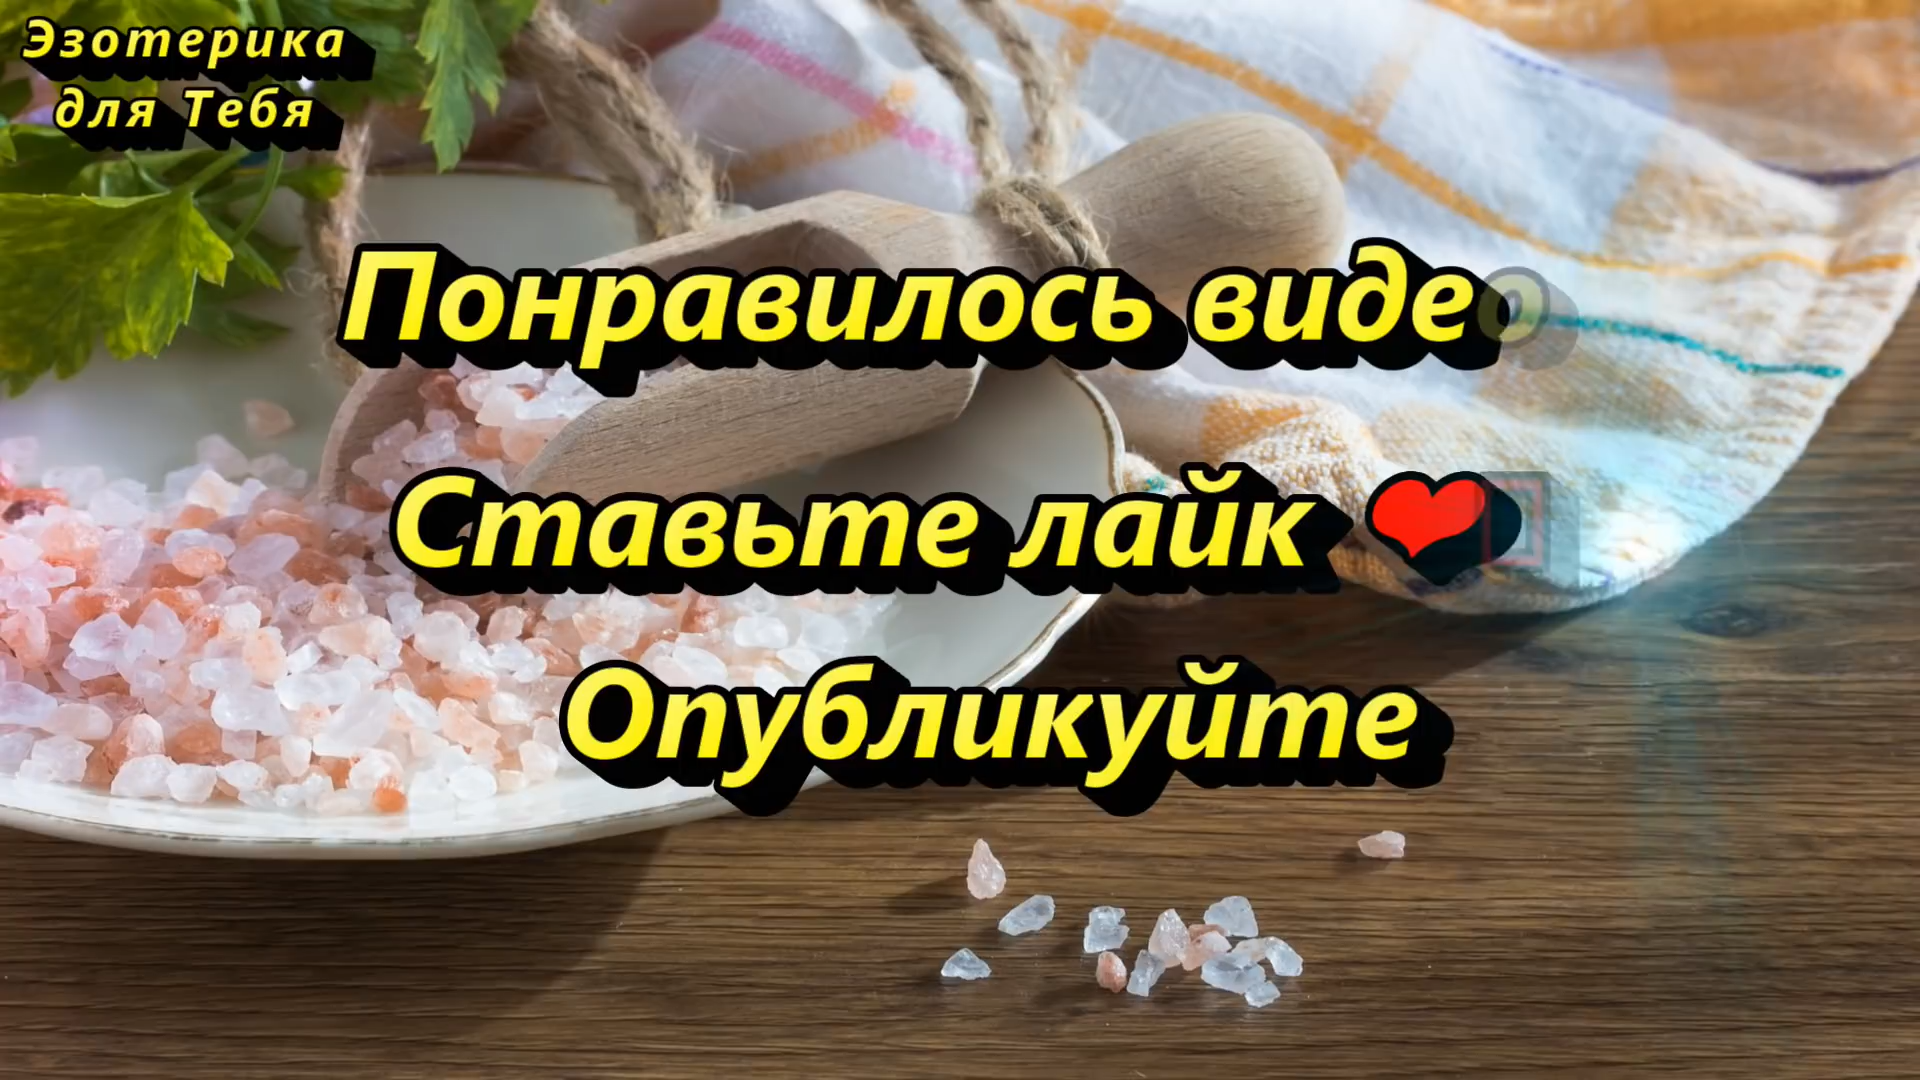 Эзотерика
для Тебя
Понравилось видео
Ставьте лайк ❤
Опубликуйте